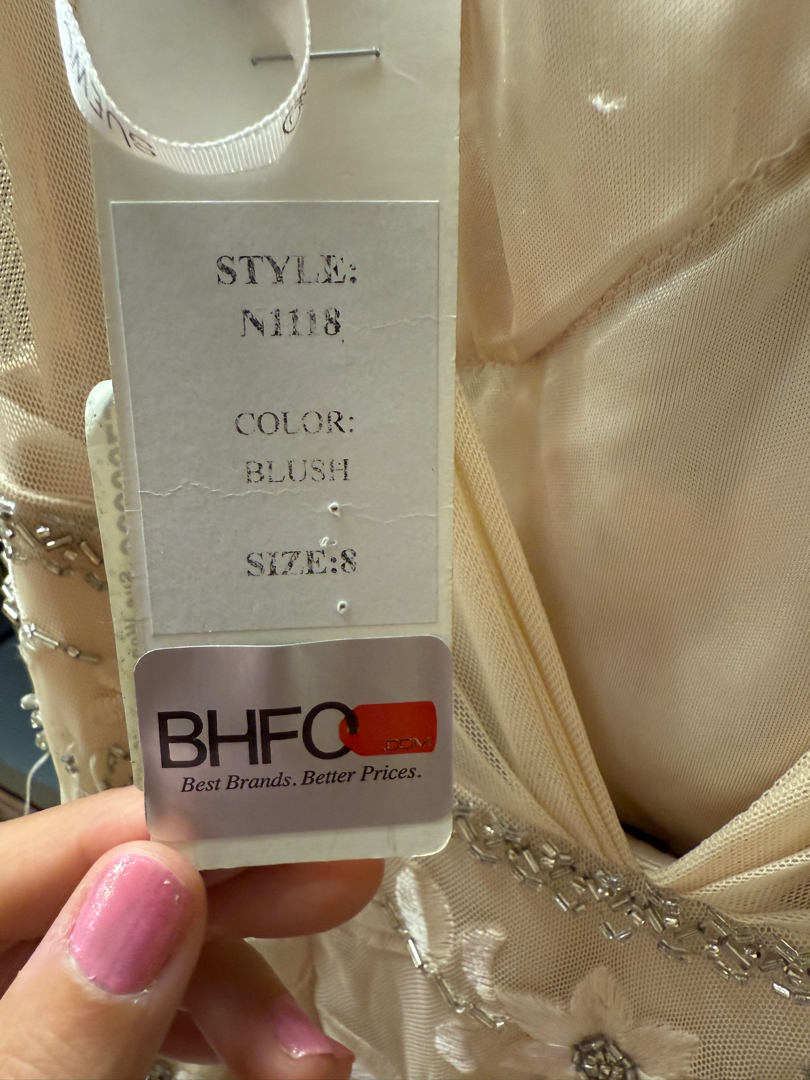 STYLE:
N1118
COLOR:
BLUSH
SIZE:8
BHFO
.COM
Best Brands. Better Prices.